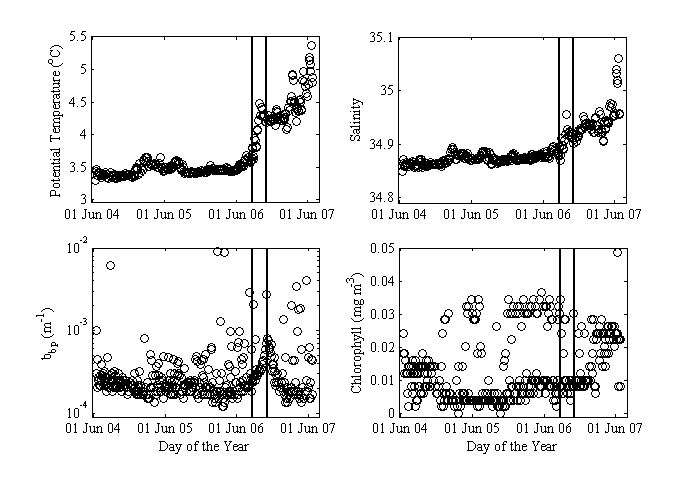 5.5
5
4.5
4
3.5
3
Potential Temperature (°C)
01 Jun 04 01 Jun 05 01 Jun 06 01 Jun 07
35.1
35
34.9
34.8
Salinity
01 Jun 04 01 Jun 05 01 Jun 06 01 Jun 07
10⁻²
10⁻³
10⁻⁴
b_bp (m⁻¹)
01 Jun 04 01 Jun 05 01 Jun 06 01 Jun 07
Day of the Year
0.05
0.04
0.03
0.02
0.01
0
Chlorophyll (mg m⁻³)
01 Jun 04 01 Jun 05 01 Jun 06 01 Jun 07
Day of the Year